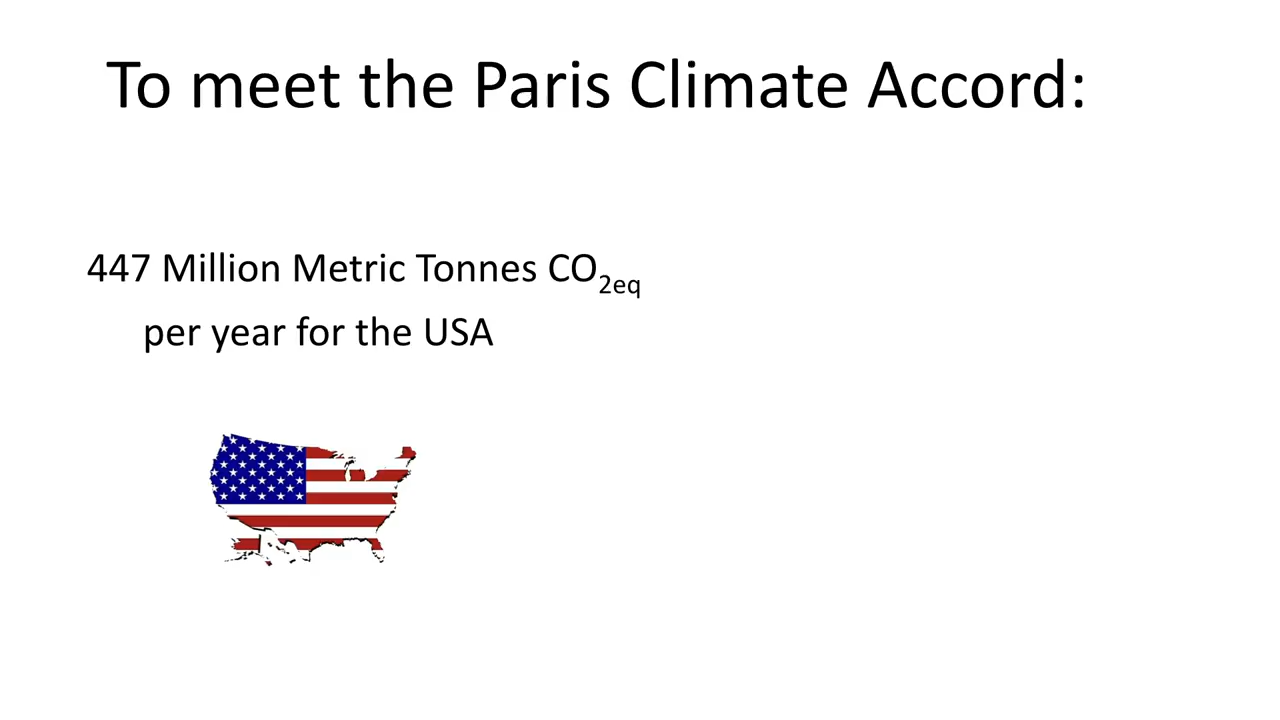 To meet the Paris Climate Accord:
447 Million Metric Tonnes CO₂eq
per year for the USA